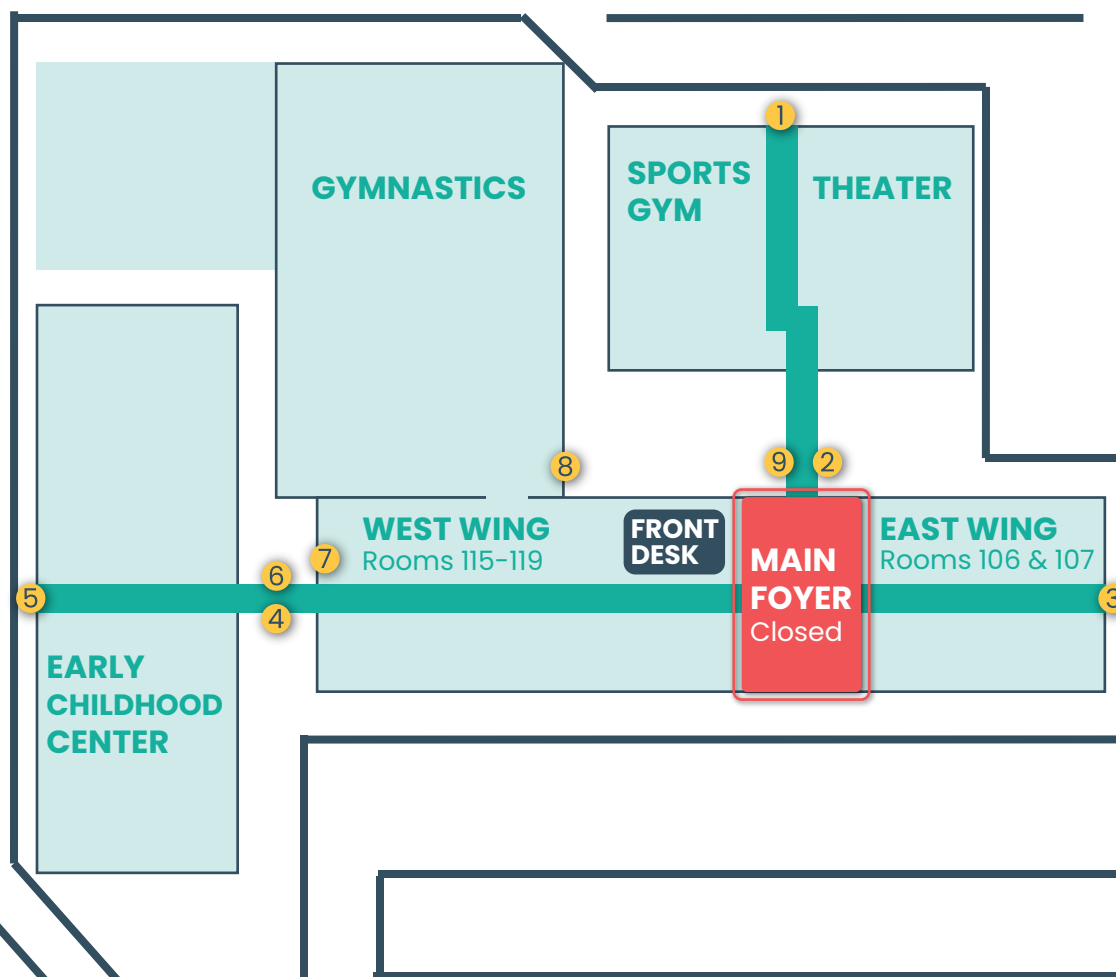 1
SPORTS
GYM
THEATER
GYMNASTICS
9
2
8
WEST WING
Rooms 115-119
FRONT
DESK
MAIN
FOYER
Closed
EAST WING
Rooms 106 & 107
7
6
5
4
3
EARLY
CHILDHOOD
CENTER